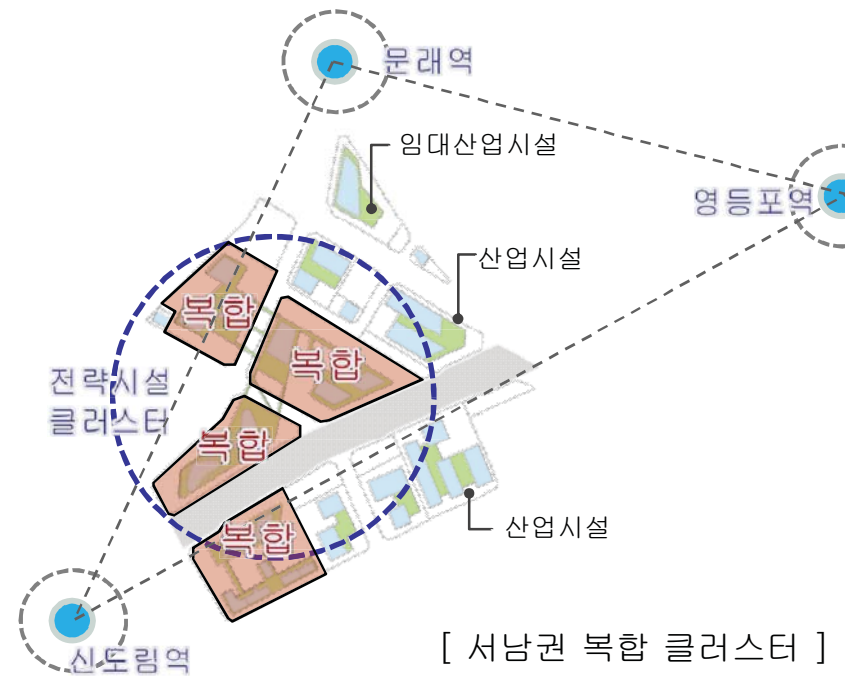 문래역
임대산업시설
영등포역
산업시설
복합
복합
전략시설
클러스터
복합
복합
산업시설
신도림역
[ 서남권 복합 클러스터 ]